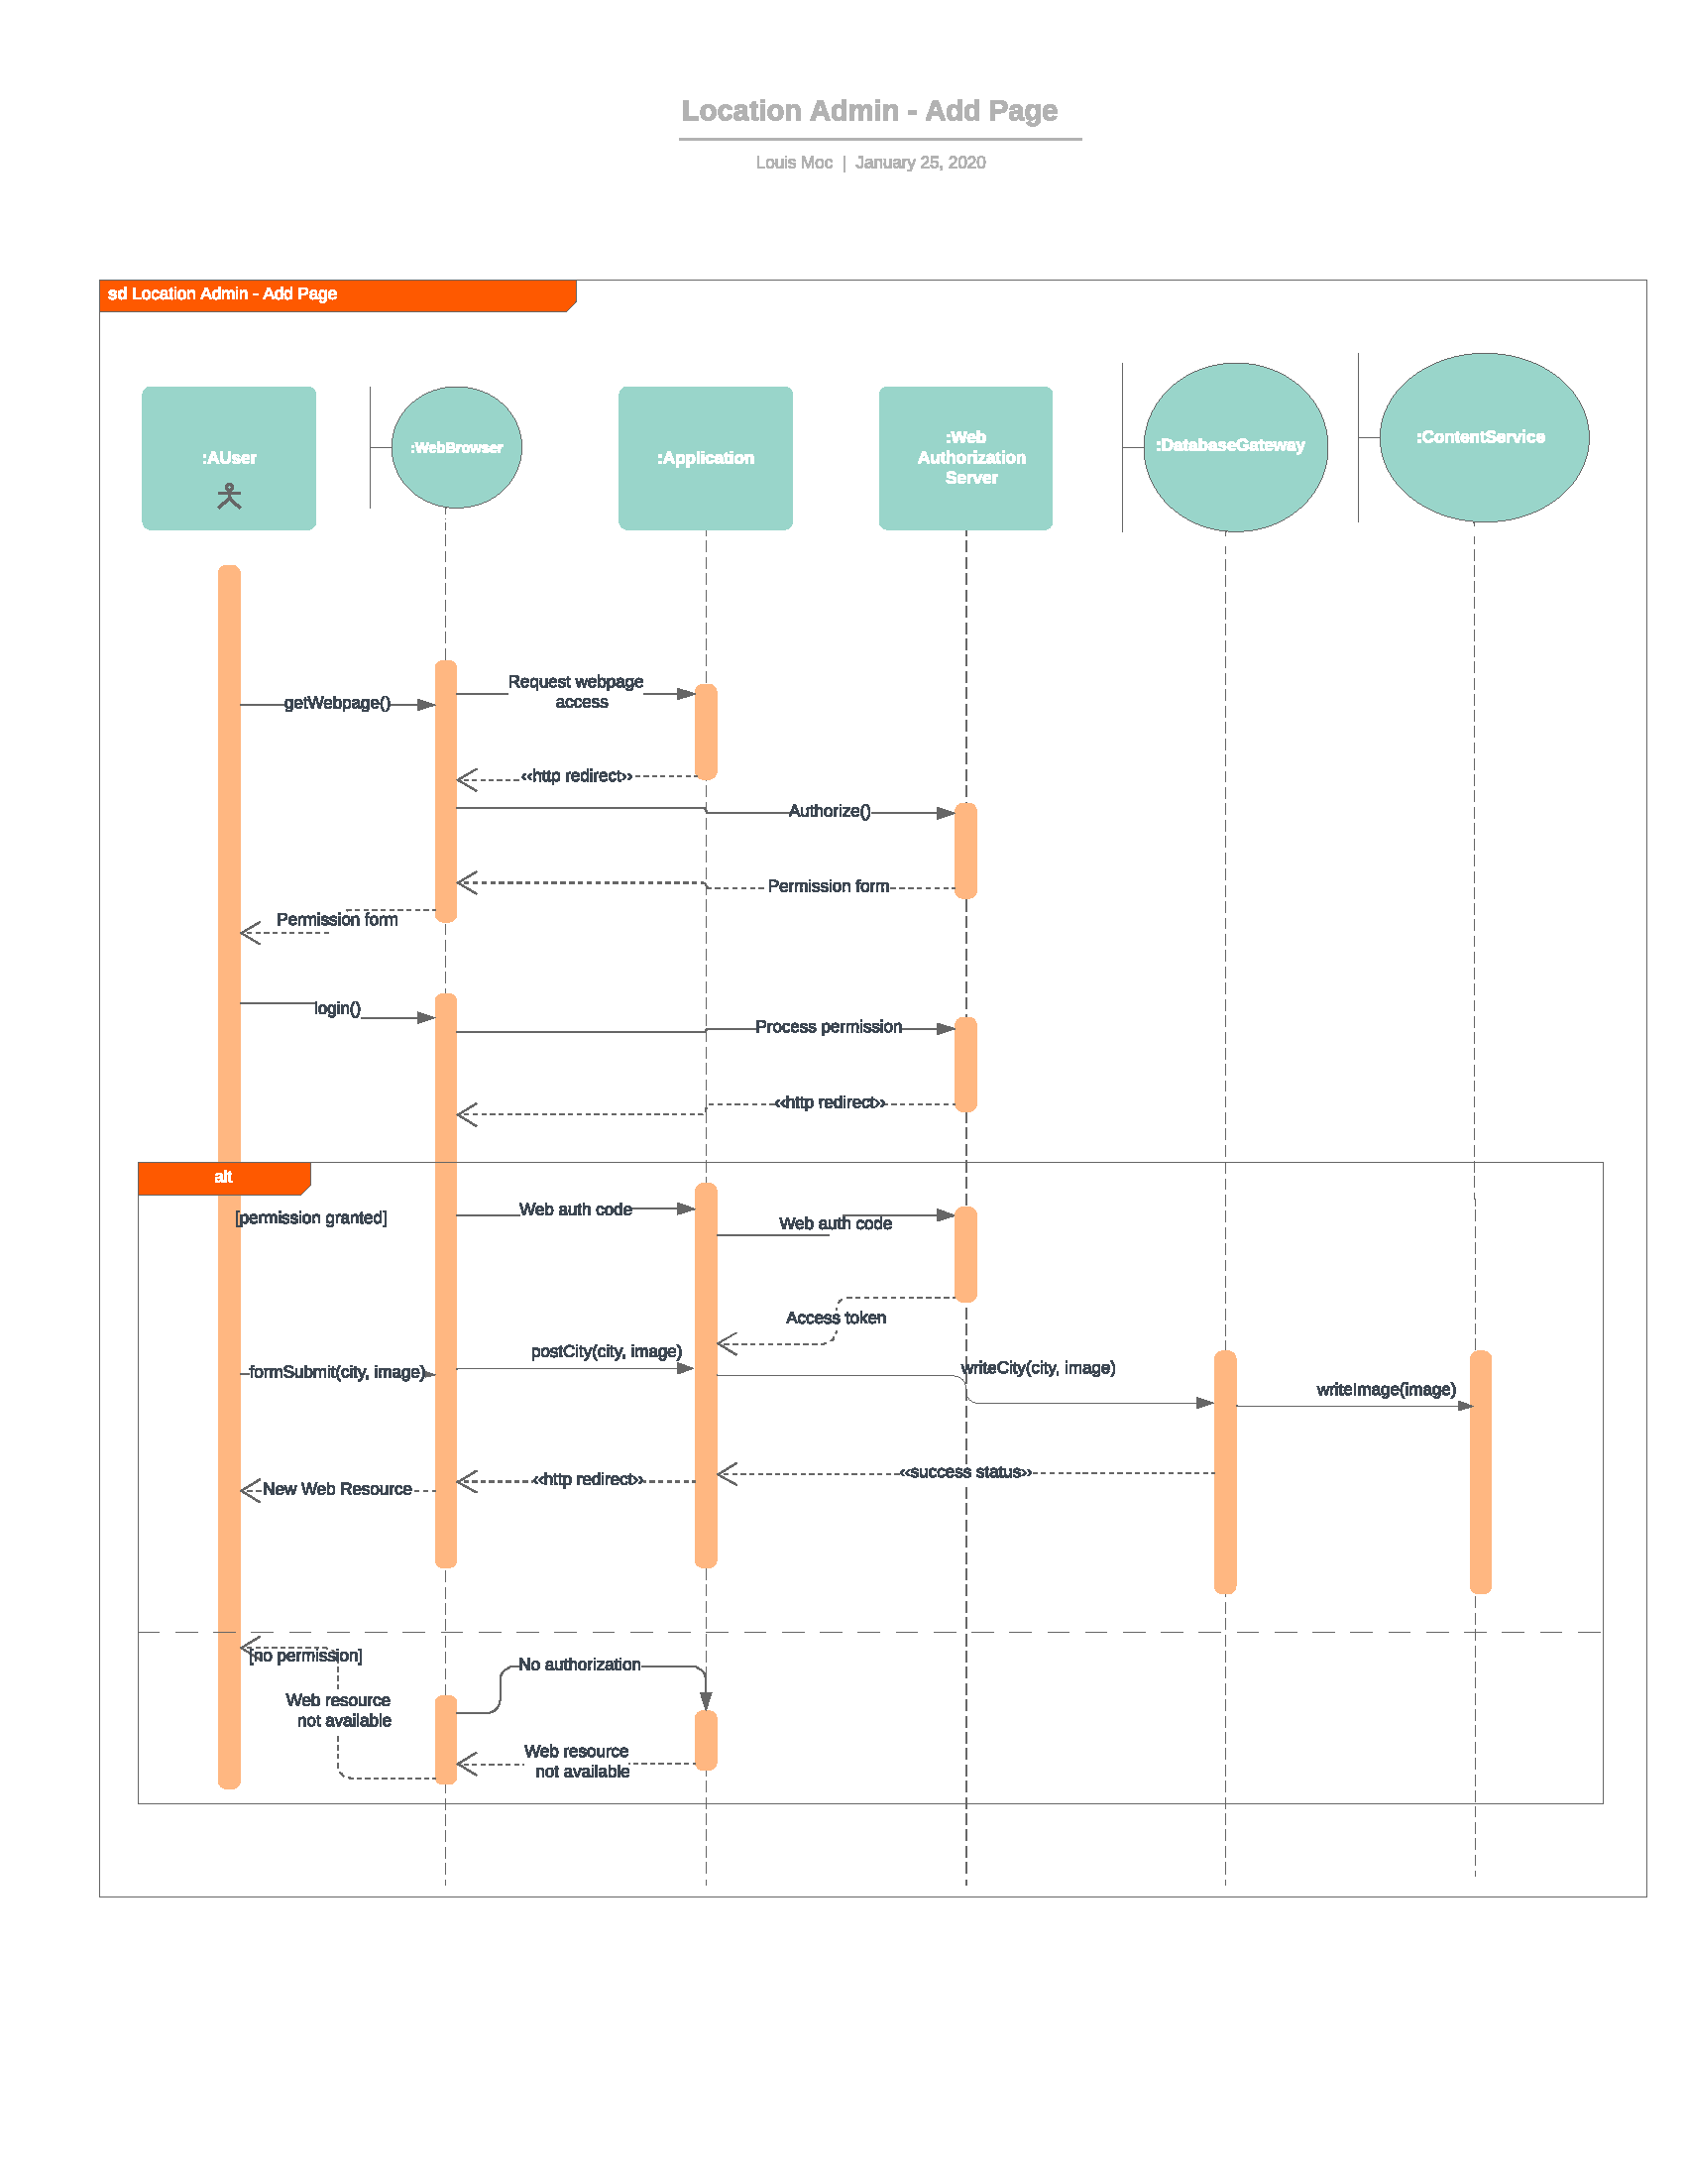 Location Admin - Add Page
Louis Moc | January 25, 2020
sd Location Admin - Add Page
:AUser
:WebBrowser
:Application
:Web
Authorization
Server
:DatabaseGateway
:ContentService
Request webpage
access
getWebpage()
‹‹http redirect››
Authorize()
Permission form
Permission form
login()
Process permission
‹‹http redirect››
alt
[permission granted]
Web auth code
Web auth code
Access token
postCity(city, image)
formSubmit(city, image)
writeCity(city, image)
writeImage(image)
‹‹success status››
‹‹http redirect››
New Web Resource
[no permission]
No authorization
Web resource
not available
Web resource
not available